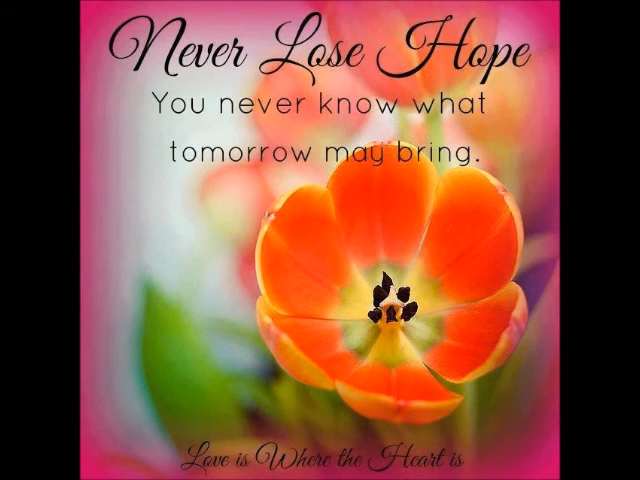 Never Lose Hope
You never know what
tomorrow may bring.
Love is Where the Heart is